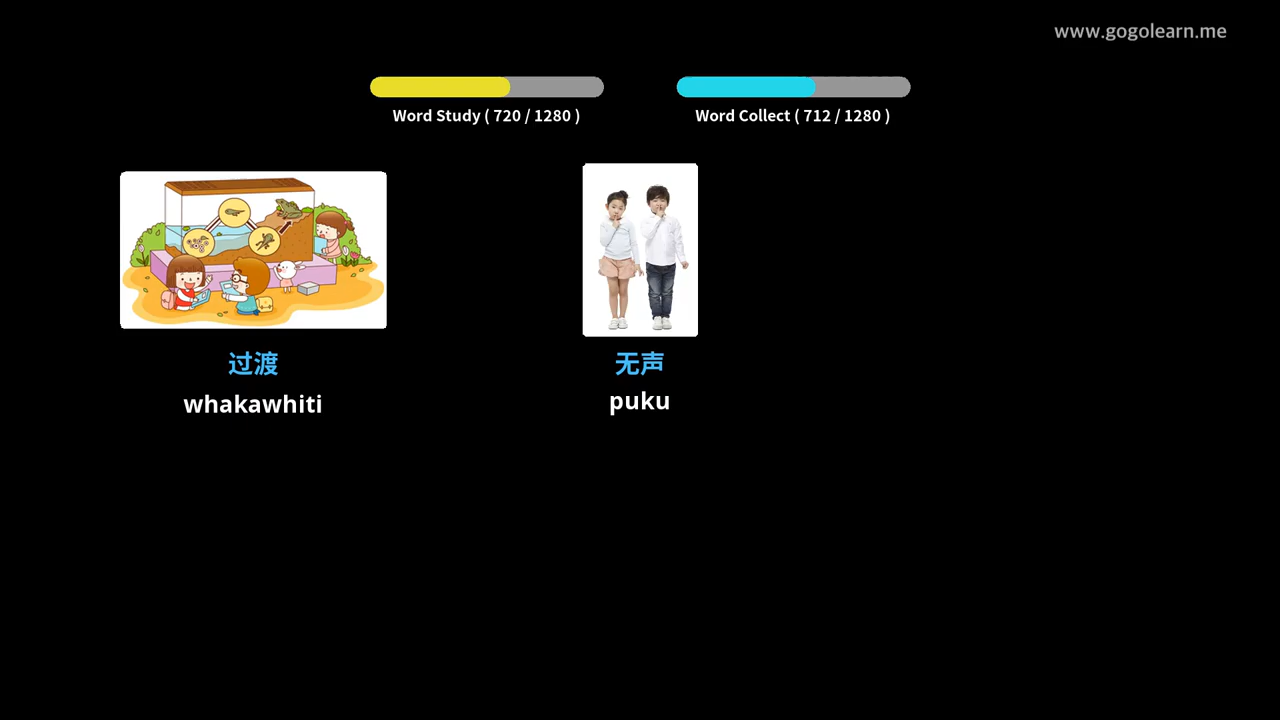 www.gogolearn.me
Word Study ( 720 / 1280 )
Word Collect ( 712 / 1280 )
过渡
whakawhiti
无声
puku